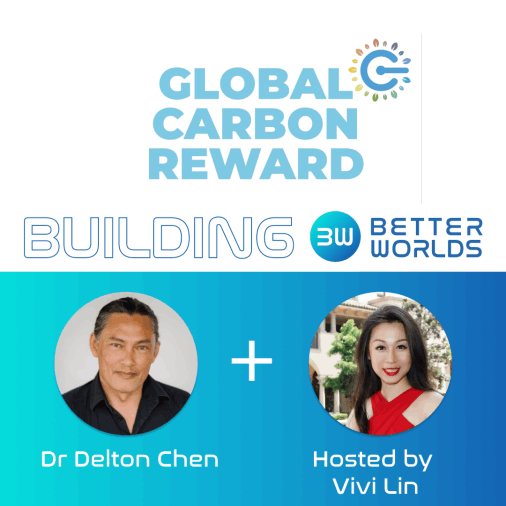 GLOBAL
CARBON
REWARD
BUILDING BW BETTER
WORLDS
Dr Delton Chen
+
Hosted by
Vivi Lin